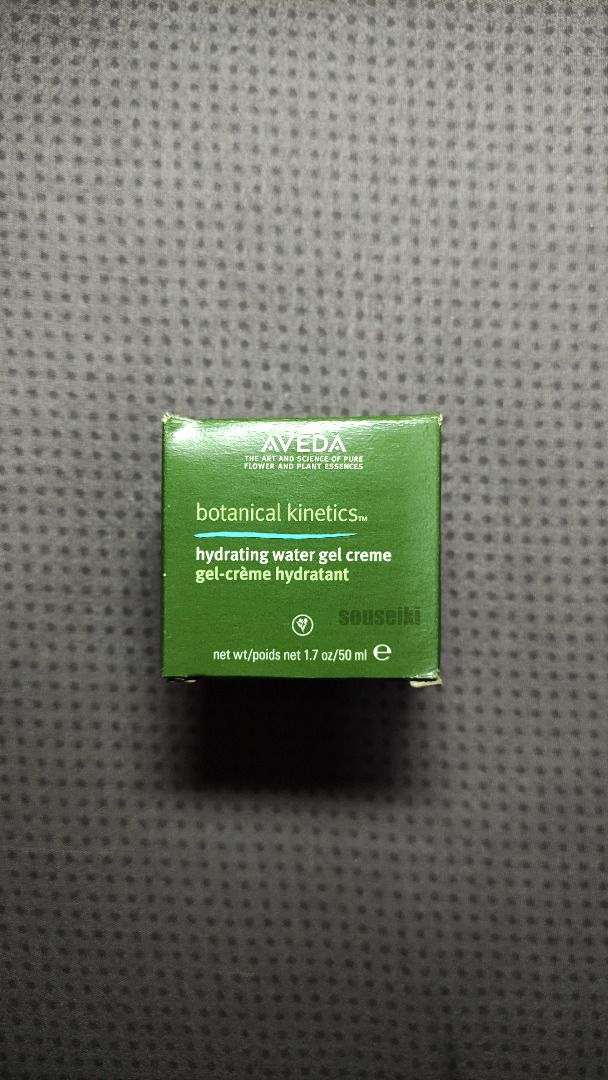 AVEDA
THE ART AND SCIENCE OF PURE
FLOWER AND PLANT ESSENCES
botanical kinetics™
hydrating water gel creme
gel-crème hydratant
souseiki
net wt/poids net 1.7 oz/50 ml ℮